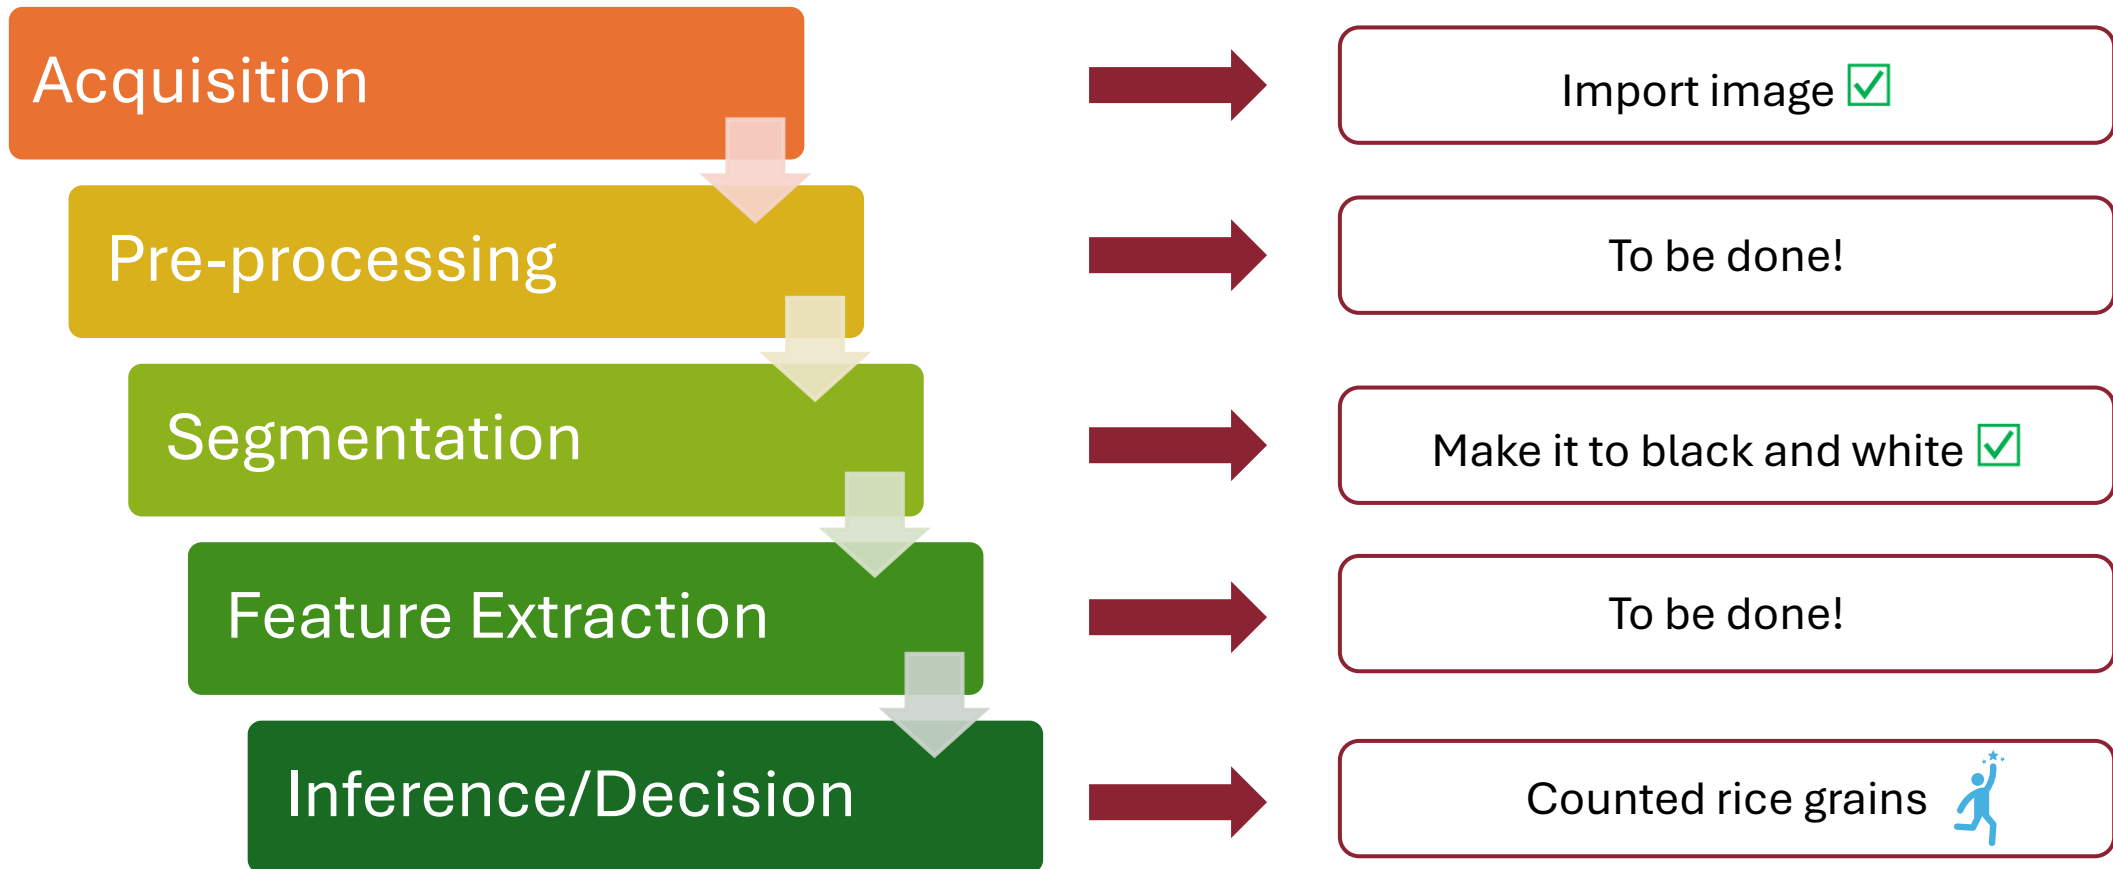 Acquisition
Import image
Pre-processing
To be done!
Segmentation
Make it to black and white
Feature Extraction
To be done!
Inference/Decision
Counted rice grains